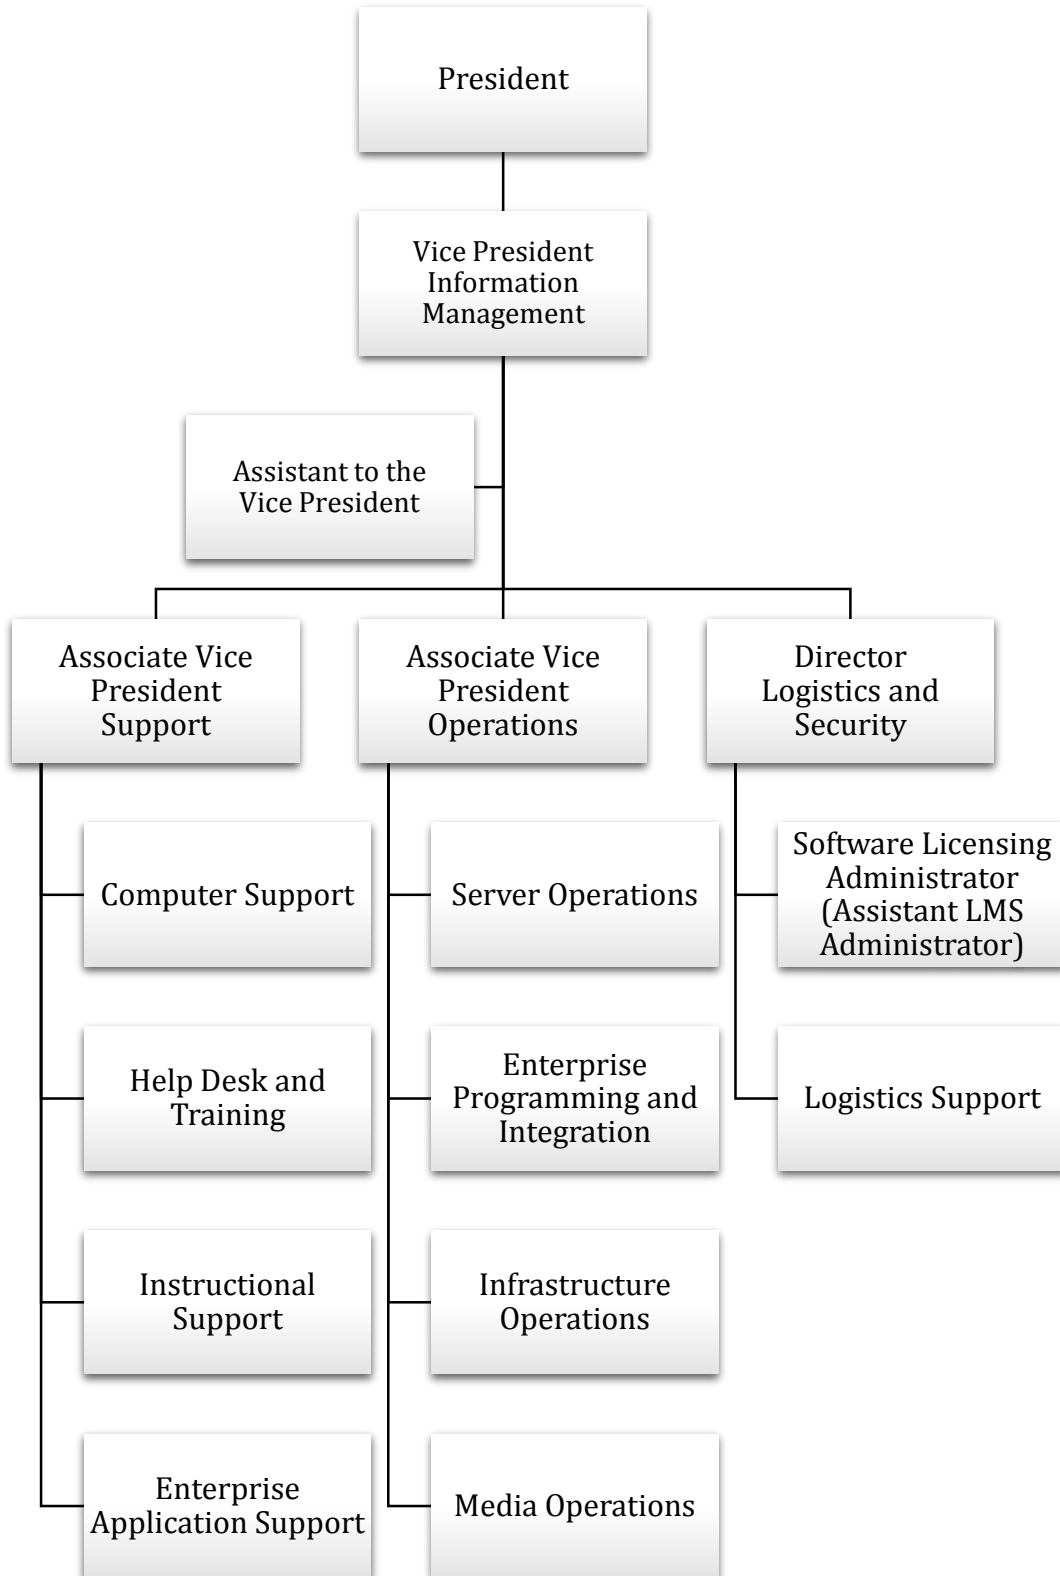 President
Vice President
Information
Management
Assistant to the
Vice President
Associate Vice
President
Support
Associate Vice
President
Operations
Director
Logistics and
Security
Computer Support
Server Operations
Software Licensing
Administrator
(Assistant LMS
Administrator)
Help Desk and
Training
Enterprise
Programming and
Integration
Logistics Support
Instructional
Support
Infrastructure
Operations
Enterprise
Application Support
Media Operations